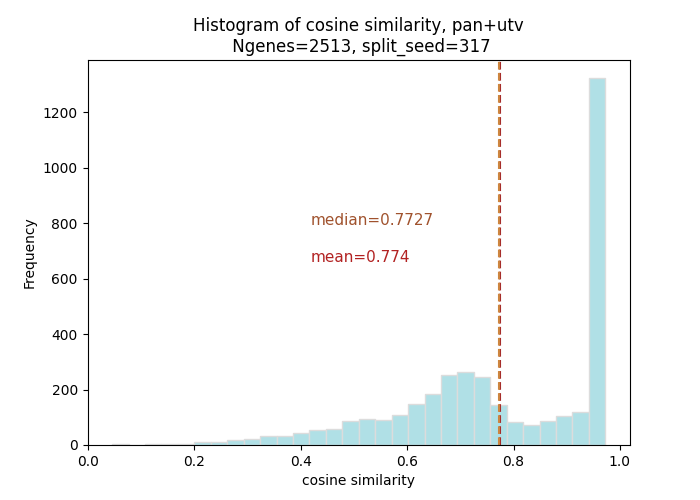 Histogram of cosine similarity, pan+utv
Ngenes=2513, split_seed=317
1200
1000
800
600
400
200
0
Frequency
median=0.7727
mean=0.774
0.0 0.2 0.4 0.6 0.8 1.0
cosine similarity